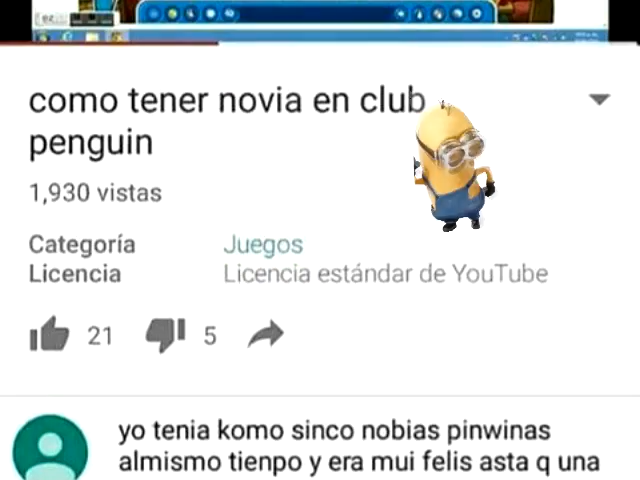 como tener novia en club
penguin
1,930 vistas
Categoría Juegos
Licencia Licencia estándar de YouTube
21 5
yo tenia komo sinco nobias pinwinas
almismo tienpo y era mui felis asta q una